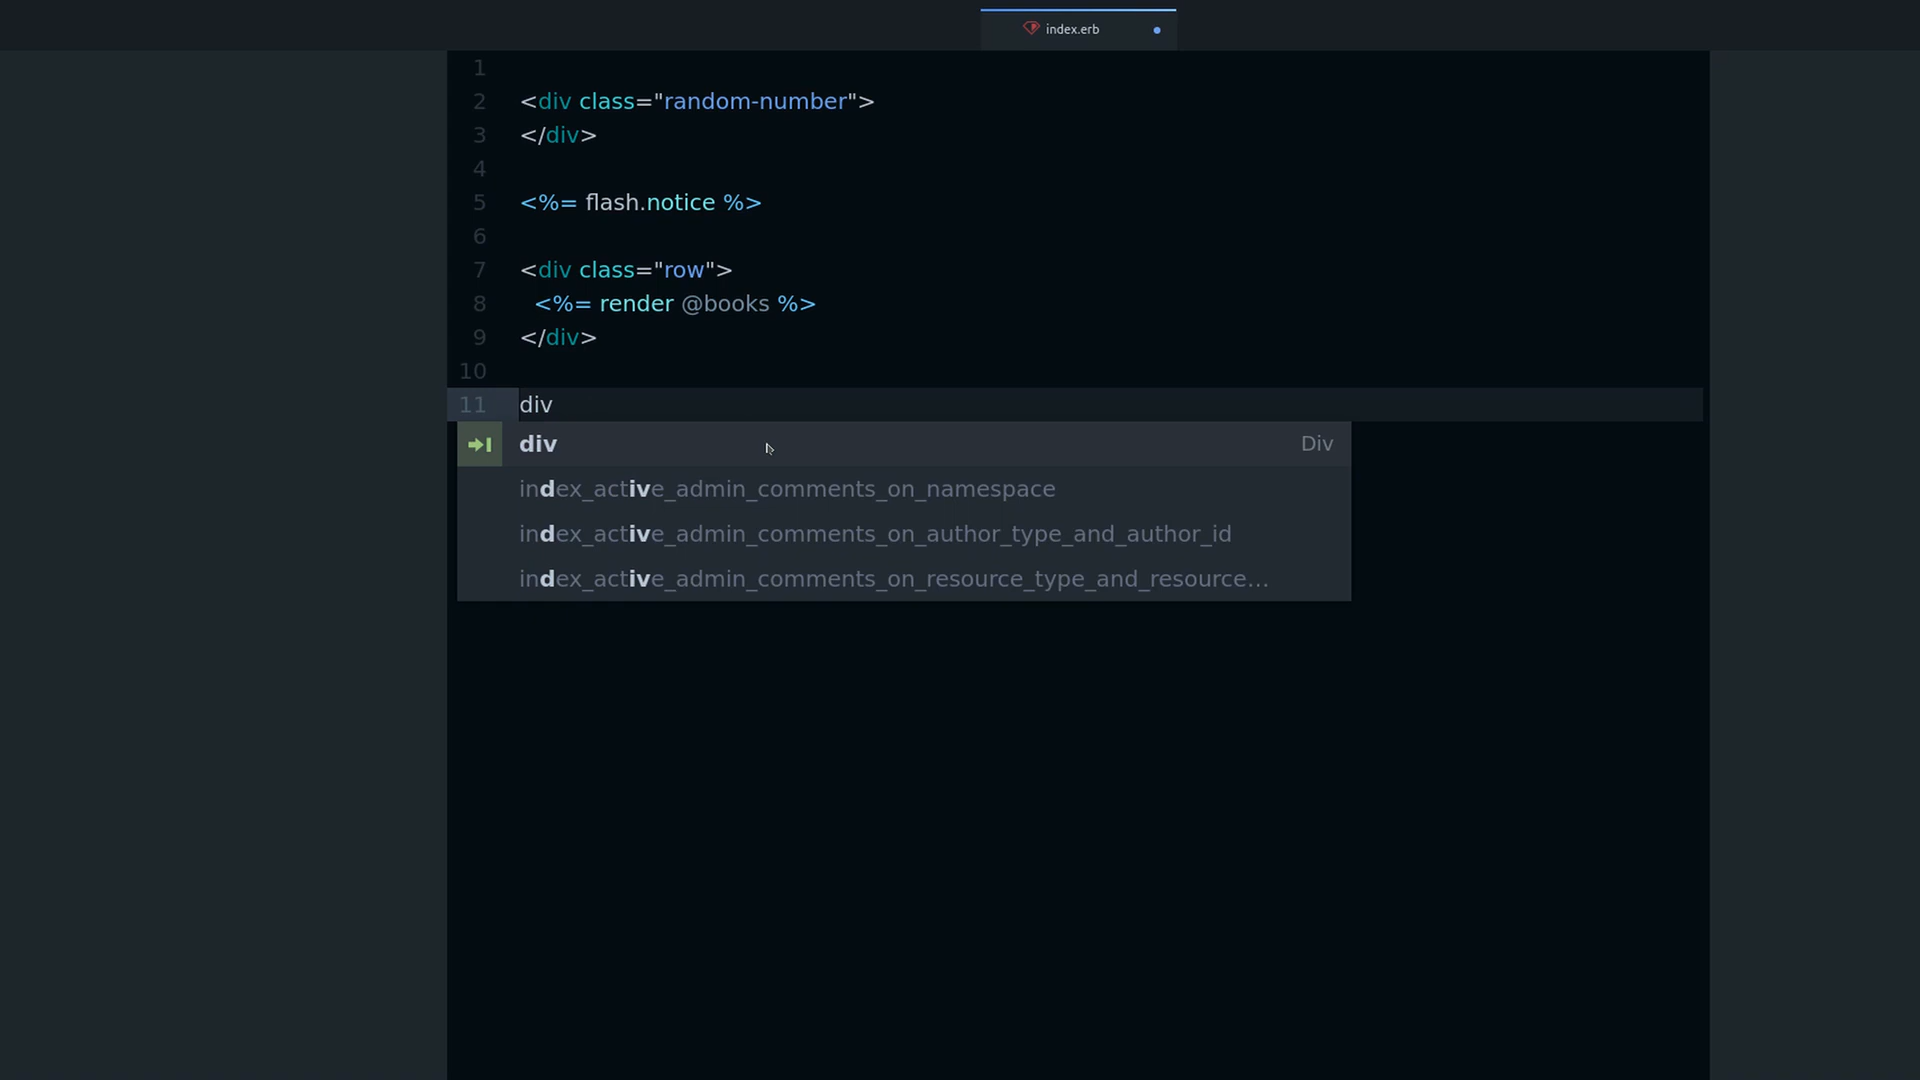 index.erb
1
2 <div class="random-number">
3 </div>
4
5 <%= flash.notice %>
6
7 <div class="row">
8 <%= render @books %>
9 </div>
10
11 div
div Div
index_active_admin_comments_on_namespace
index_active_admin_comments_on_author_type_and_author_id
index_active_admin_comments_on_resource_type_and_resource...